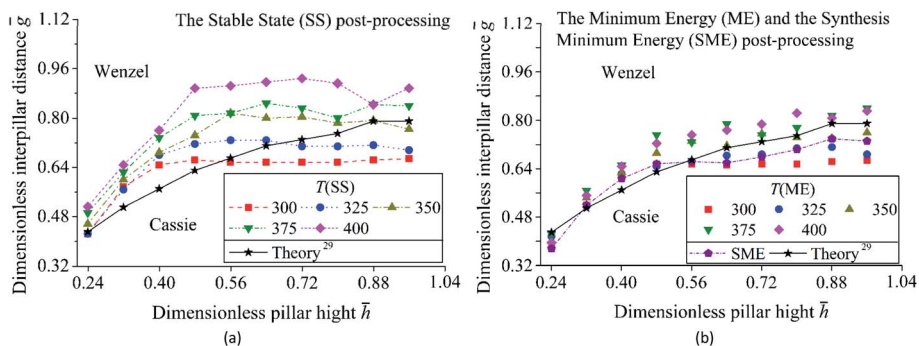 The Stable State (SS) post-processing
Dimensionless interpillar distance g
1.12
0.96
0.80
0.64
0.48
0.32
Wenzel
Cassie
T(SS)
300
325
350
375
400
Theory29
0.24
0.40
0.56
0.72
0.88
1.04
Dimensionless pillar hight h̄
(a)
The Minimum Energy (ME) and the Synthesis
Minimum Energy (SME) post-processing
Dimensionless interpillar distance g
1.12
0.96
0.80
0.64
0.48
0.32
Wenzel
Cassie
T(ME)
300
325
350
375
400
SME
Theory29
0.24
0.40
0.56
0.72
0.88
1.04
Dimensionless pillar hight h̄
(b)